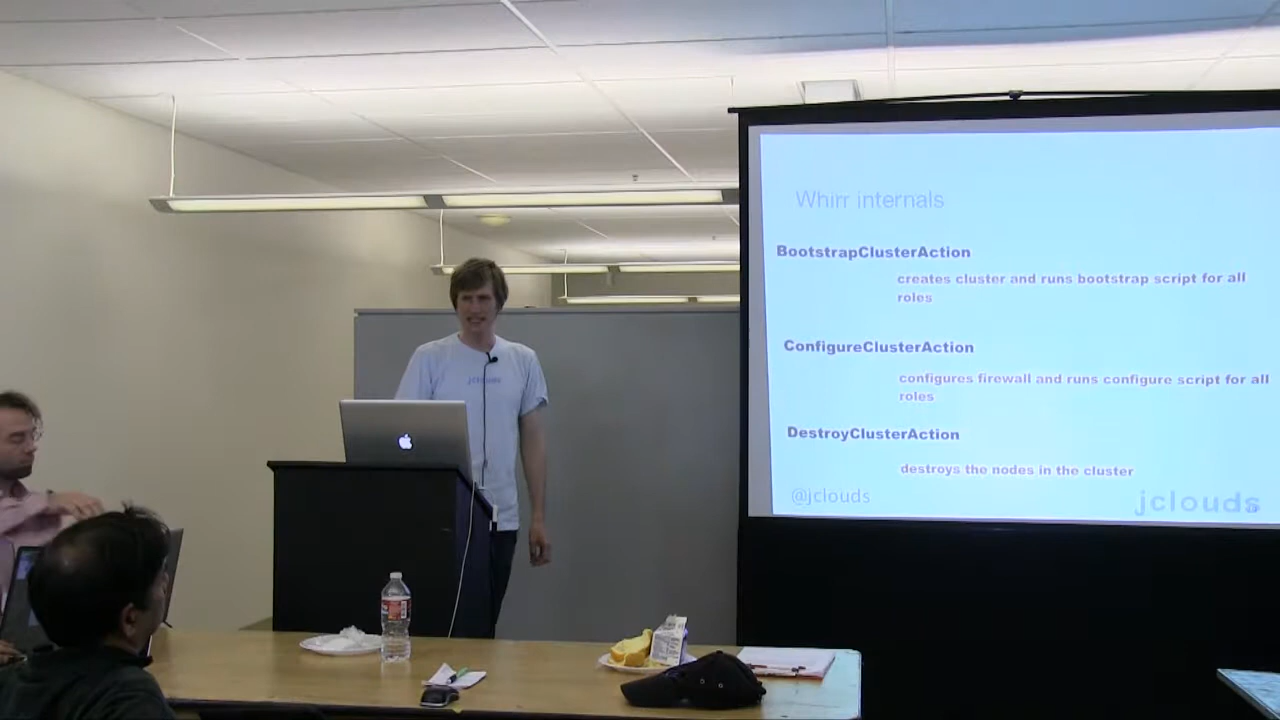 Whirr internals
BootstrapClusterAction
creates cluster and runs bootstrap script for all
roles
ConfigureClusterAction
configures firewall and runs configure script for all
roles
DestroyClusterAction
destroys the nodes in the cluster
@jclouds
jclouds
jclouds